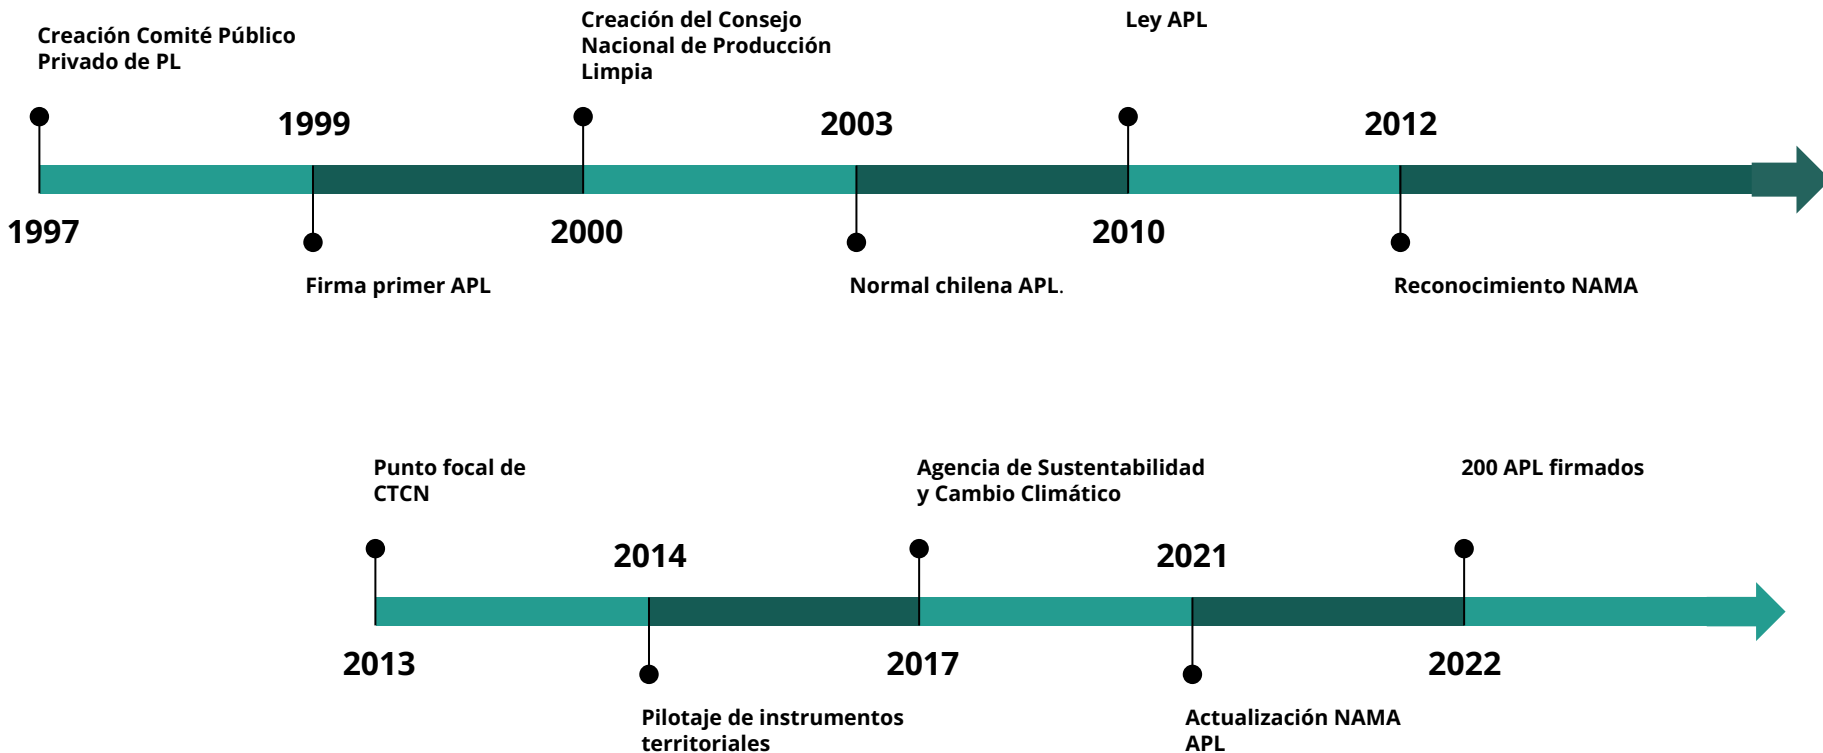 Creación Comité Público
Privado de PL
Creación del Consejo
Nacional de Producción
Limpia
Ley APL
1999
2003
2012
1997
2000
2010
Firma primer APL
Normal chilena APL.
Reconocimiento NAMA
Punto focal de
CTCN
Agencia de Sustentabilidad
y Cambio Climático
200 APL firmados
2014
2021
2013
2017
2022
Pilotaje de instrumentos
territoriales
Actualización NAMA
APL